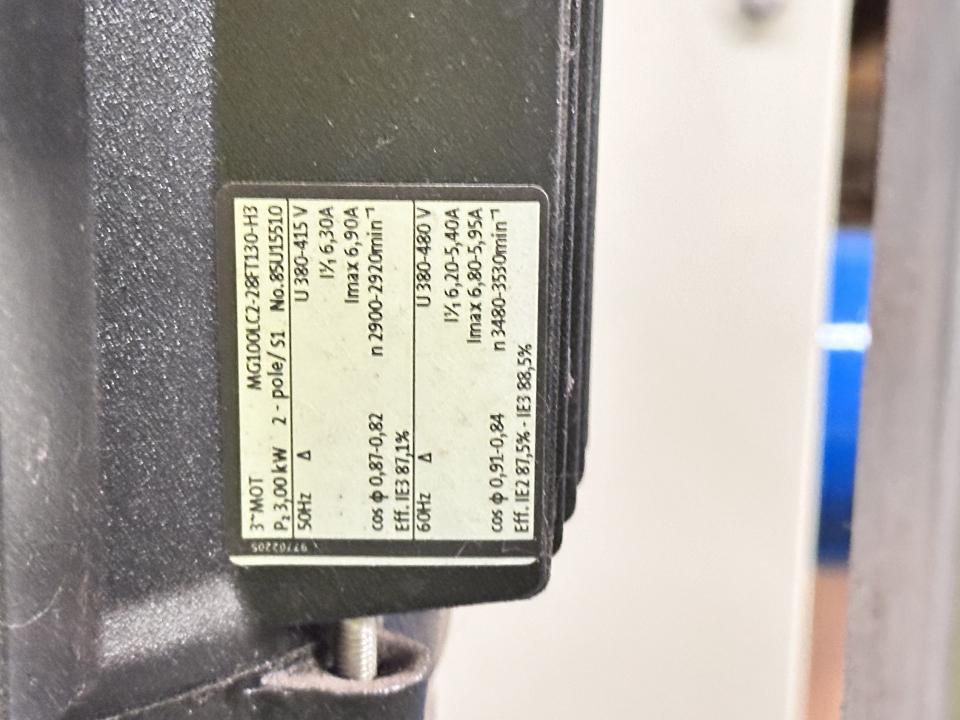 3~MOT MG100LC2-28FT130-H3
P₂ 3,00 kW 2 - pole/ S1 No.85U15510
50Hz Δ U 380-415 V
I¹/₁ 6,30A
Imax 6,90A
cos ϕ 0,87-0,82 n 2900-2920min⁻¹
Eff. IE3 87,1%
60Hz Δ U 380-480 V
I¹/₁ 6,20-5,40A
Imax 6,80-5,95A
cos ϕ 0,91-0,84 n 3480-3530min⁻¹
Eff. IE2 87,5% - IE3 88,5%
97702205